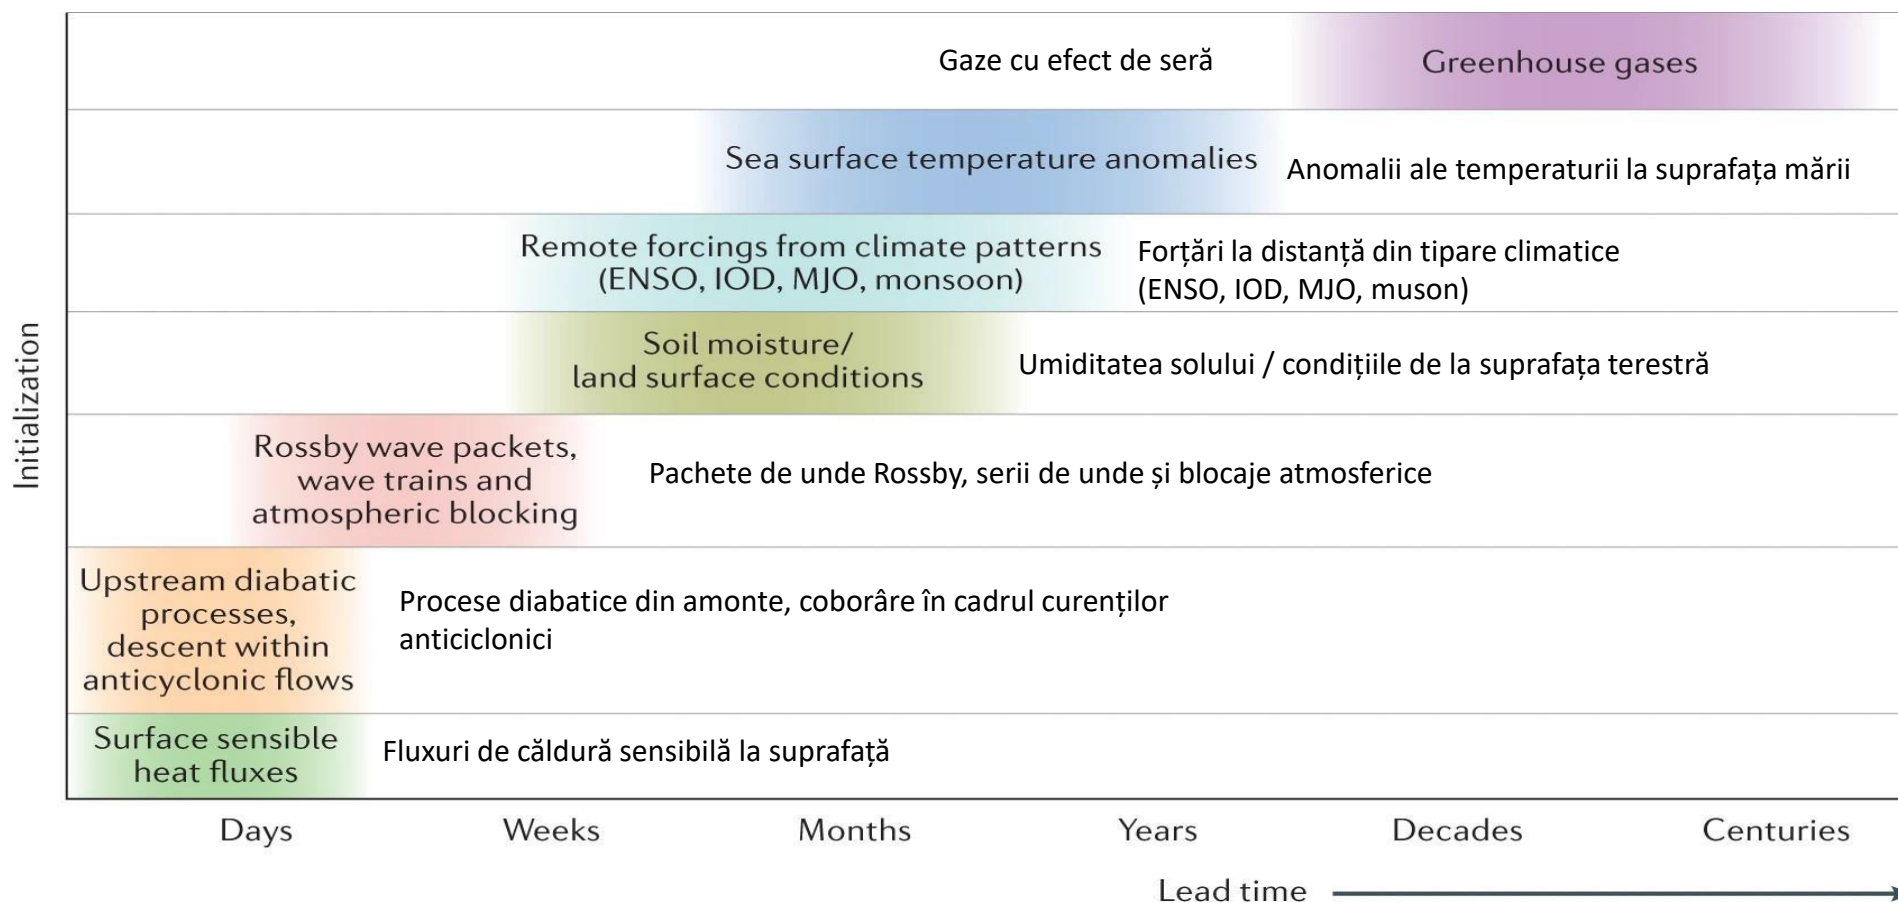 Gaze cu efect de seră
Greenhouse gases
Sea surface temperature anomalies
Anomalii ale temperaturii la suprafața mării
Remote forcings from climate patterns
(ENSO, IOD, MJO, monsoon)
Forțări la distanță din tipare climatice
(ENSO, IOD, MJO, muson)
Soil moisture/
land surface conditions
Umiditatea solului / condițiile de la suprafața terestră
Initialization
Rossby wave packets,
wave trains and
atmospheric blocking
Pachete de unde Rossby, serii de unde și blocaje atmosferice
Upstream diabatic
processes,
descent within
anticyclonic flows
Procese diabatice din amonte, coborâre în cadrul curenților
anticiclonici
Surface sensible
heat fluxes
Fluxuri de căldură sensibilă la suprafață
Days Weeks Months Years Decades Centuries
Lead time